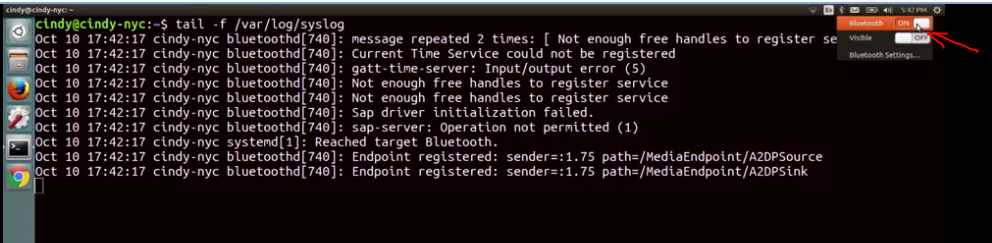 cindy@cindy-nyc: ~
En 5:42 PM
cindy@cindy-nyc:~$ tail -f /var/log/syslog
Bluetooth ON
Oct 10 17:42:17 cindy-nyc bluetoothd[740]: message repeated 2 times: [ Not enough free handles to register se
Visible OFF
Oct 10 17:42:17 cindy-nyc bluetoothd[740]: Current Time Service could not be registered
Bluetooth Settings...
Oct 10 17:42:17 cindy-nyc bluetoothd[740]: gatt-time-server: Input/output error (5)
Oct 10 17:42:17 cindy-nyc bluetoothd[740]: Not enough free handles to register service
Oct 10 17:42:17 cindy-nyc bluetoothd[740]: Not enough free handles to register service
Oct 10 17:42:17 cindy-nyc bluetoothd[740]: Sap driver initialization failed.
Oct 10 17:42:17 cindy-nyc bluetoothd[740]: sap-server: Operation not permitted (1)
Oct 10 17:42:17 cindy-nyc systemd[1]: Reached target Bluetooth.
Oct 10 17:42:17 cindy-nyc bluetoothd[740]: Endpoint registered: sender=:1.75 path=/MediaEndpoint/A2DPSource
Oct 10 17:42:17 cindy-nyc bluetoothd[740]: Endpoint registered: sender=:1.75 path=/MediaEndpoint/A2DPSink